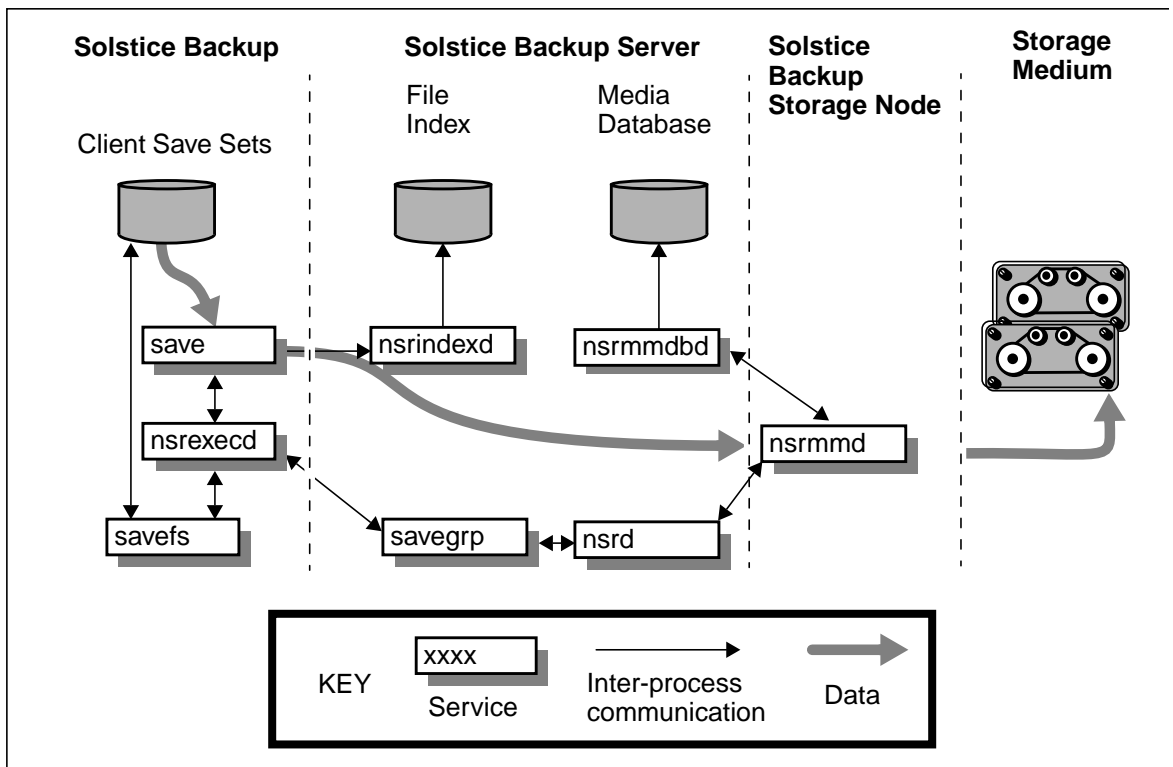 Solstice Backup
Solstice Backup Server
Solstice
Backup
Storage Node
Storage
Medium
File
Index
Media
Database
Client Save Sets
save
nsrindexd
nsrmmdbd
nsrexecd
nsrmmd
savefs
savegrp
nsrd
KEY
xxxx
Service
Inter-process
communication
Data